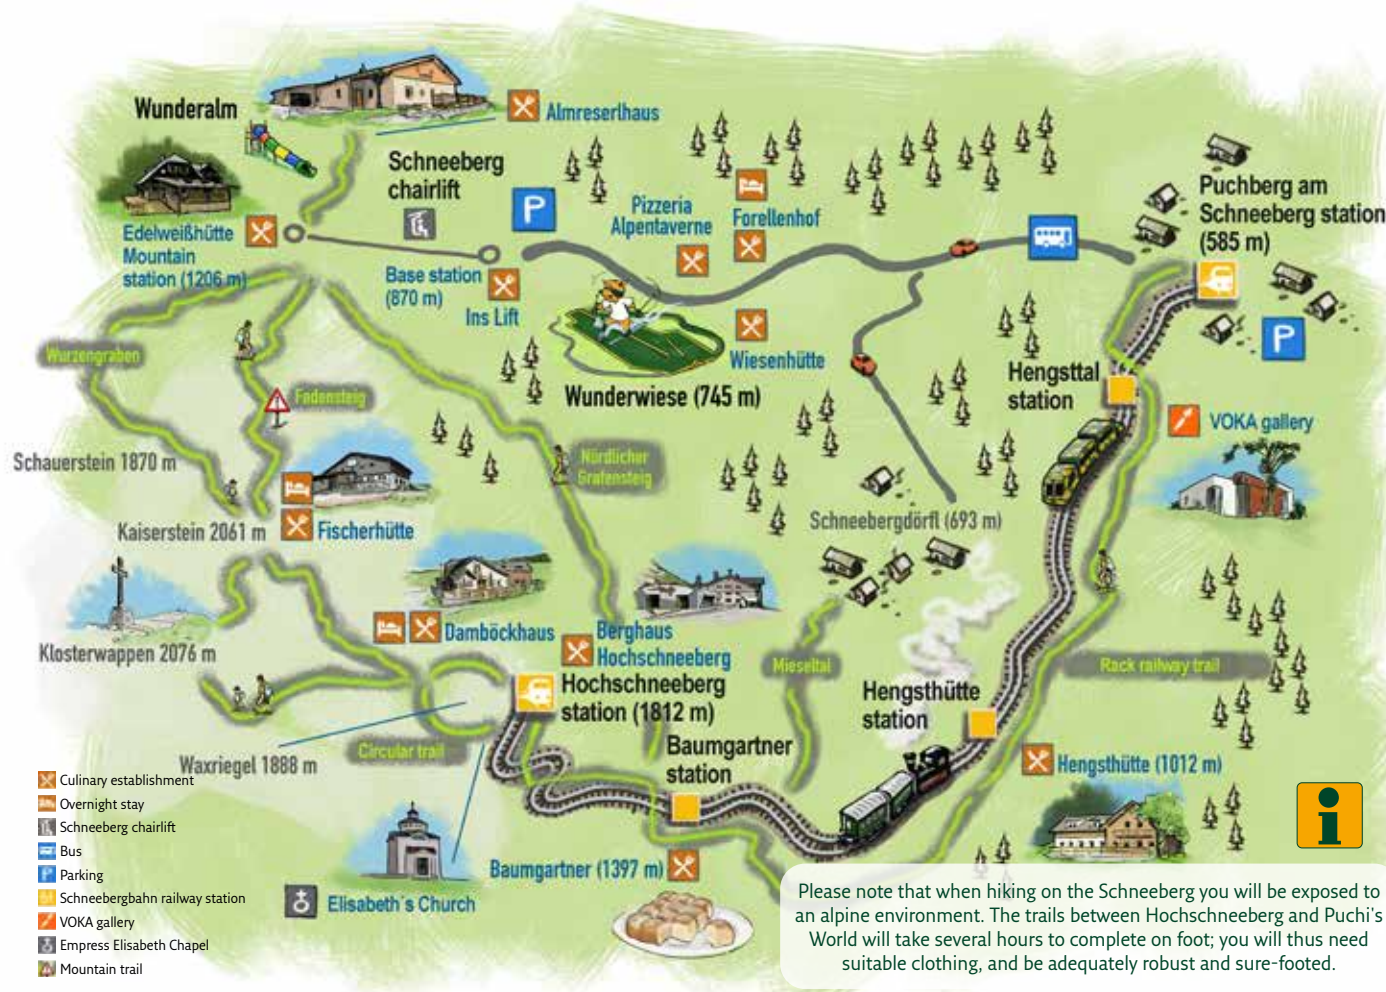 Wunderalm
Almreserlhaus
Schneeberg
chairlift
P
Pizzeria
Alpentaverne
Forellenhof
Puchberg am
Schneeberg station
(585 m)
Edelweißhütte
Mountain
station (1206 m)
Base station
(870 m)
Ins Lift
Wurzengraben
Wunderwiese (745 m)
Wiesenhütte
P
Hengsttal
station
Fadensteig
VOKA gallery
Schauerstein 1870 m
Nördlicher
Grafensteig
Kaiserstein 2061 m
Fischerhütte
Schneebergdörfl (693 m)
Klosterwappen 2076 m
Damböckhaus
Berghaus
Hochschneeberg
Mieseltal
Rack railway trail
Hochschneeberg
station (1812 m)
Hengsthütte
station
Baumgartner
station
Circular trail
Waxriegel 1888 m
Hengsthütte (1012 m)
Culinary establishment
Overnight stay
Schneeberg chairlift
Bus
Parking
Schneebergbahn railway station
VOKA gallery
Empress Elisabeth Chapel
Mountain trail
Baumgartner (1397 m)
Elisabeth´s Church
i
Please note that when hiking on the Schneeberg you will be exposed to
an alpine environment. The trails between Hochschneeberg and Puchi's
World will take several hours to complete on foot; you will thus need
suitable clothing, and be adequately robust and sure-footed.